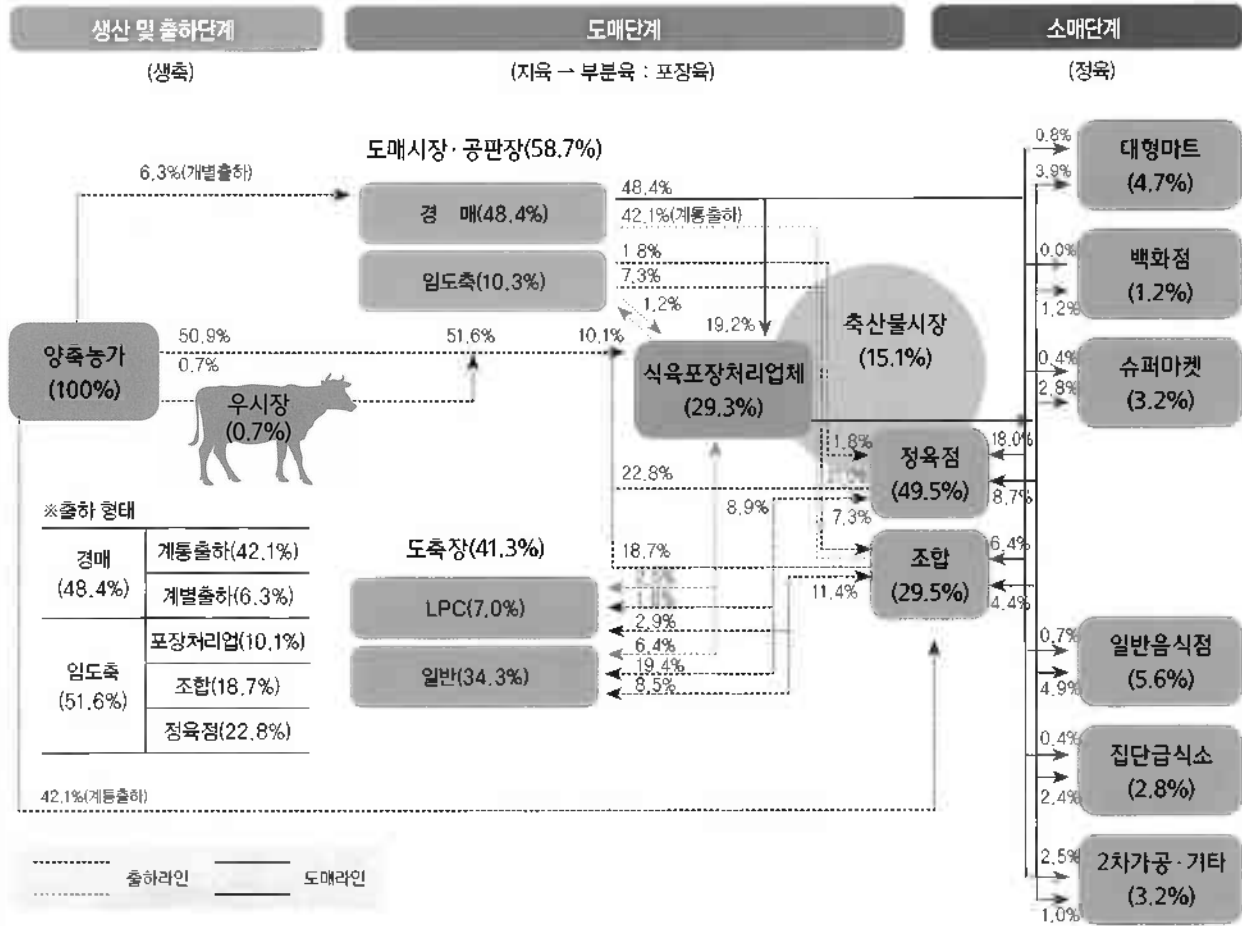 생산 및 출하단계
(생축)
도매단계
(지육 → 부분육 : 포장육)
소매단계
(정육)
6.3%(개별출하)
도매시장 · 공판장(58.7%)
경 매(48.4%)
임도축(10.3%)
48.4%
42.1%(계통출하)
1.8%
7.3%
1.2%
19.2%
축산물시장
(15.1%)
양축농가
(100%)
50.9%
0.7%
우시장
(0.7%)
51.6%
10.1%
식육포장처리업체
(29.3%)
22.8%
18.7%
8.9%
1.8%
7.3%
11.4%
정육점
(49.5%)
18.0%
8.7%
조합
(29.5%)
6.4%
4.4%
도축장(41.3%)
LPC(7.0%)
2.9%
6.4%
일반(34.3%)
19.4%
8.5%
※출하 형태
경매
(48.4%)
계통출하(42.1%)
계별출하(6.3%)
임도축
(51.6%)
포장처리업(10.1%)
조합(18.7%)
정육점(22.8%)
42.1%(계통출하)
출하라인
도매라인
0.8%
3.9%
대형마트
(4.7%)
0.0%
1.2%
백화점
(1.2%)
0.4%
2.8%
슈퍼마켓
(3.2%)
0.7%
4.9%
일반음식점
(5.6%)
0.4%
2.4%
집단급식소
(2.8%)
2.5%
1.0%
2차가공 · 기타
(3.2%)